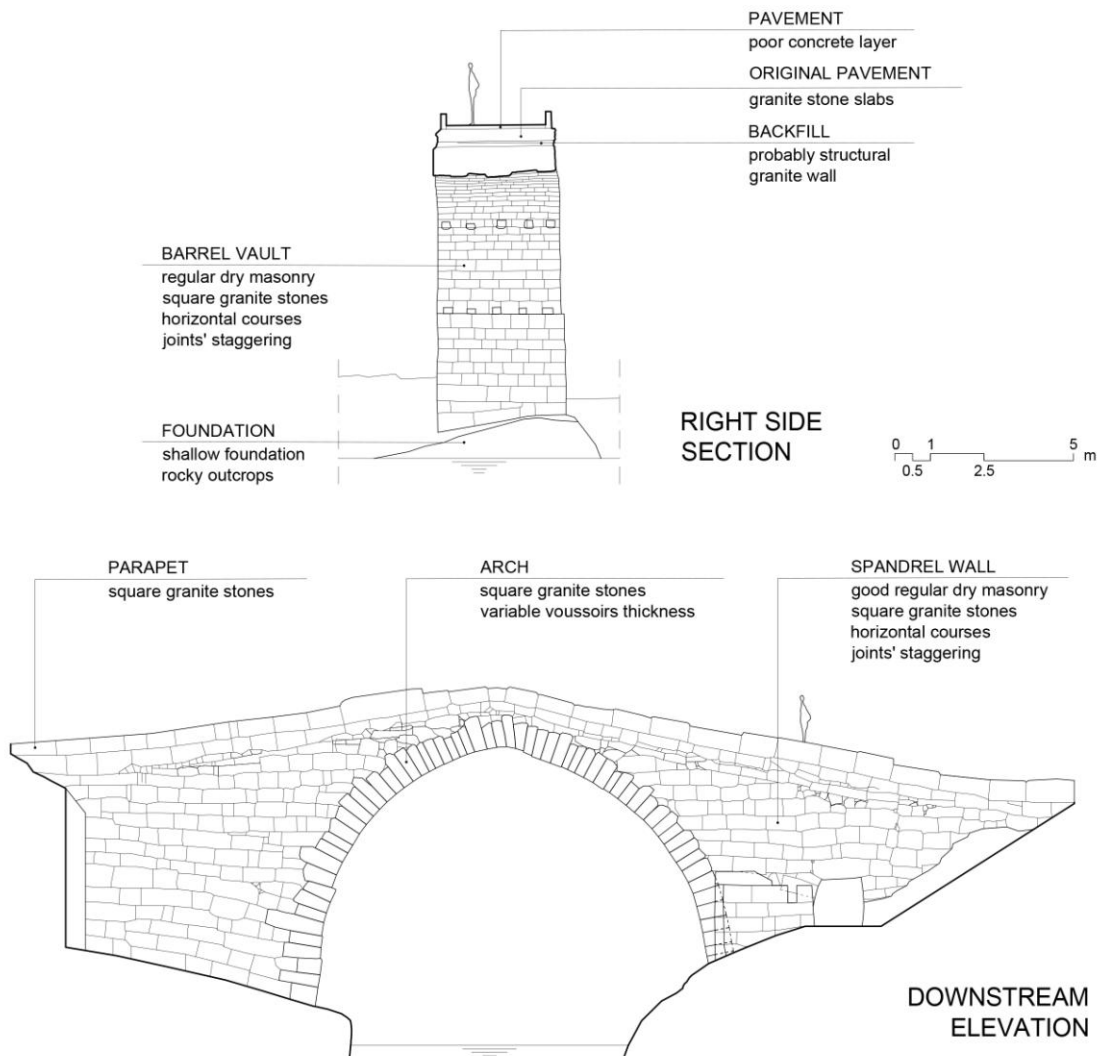 PAVEMENT
poor concrete layer
ORIGINAL PAVEMENT
granite stone slabs
BACKFILL
probably structural
granite wall
BARREL VAULT
regular dry masonry
square granite stones
horizontal courses
joints' staggering
FOUNDATION
shallow foundation
rocky outcrops
RIGHT SIDE
SECTION
0 1 5 m
0.5 2.5
PARAPET
square granite stones
ARCH
square granite stones
variable voussoirs thickness
SPANDREL WALL
good regular dry masonry
square granite stones
horizontal courses
joints' staggering
DOWNSTREAM
ELEVATION